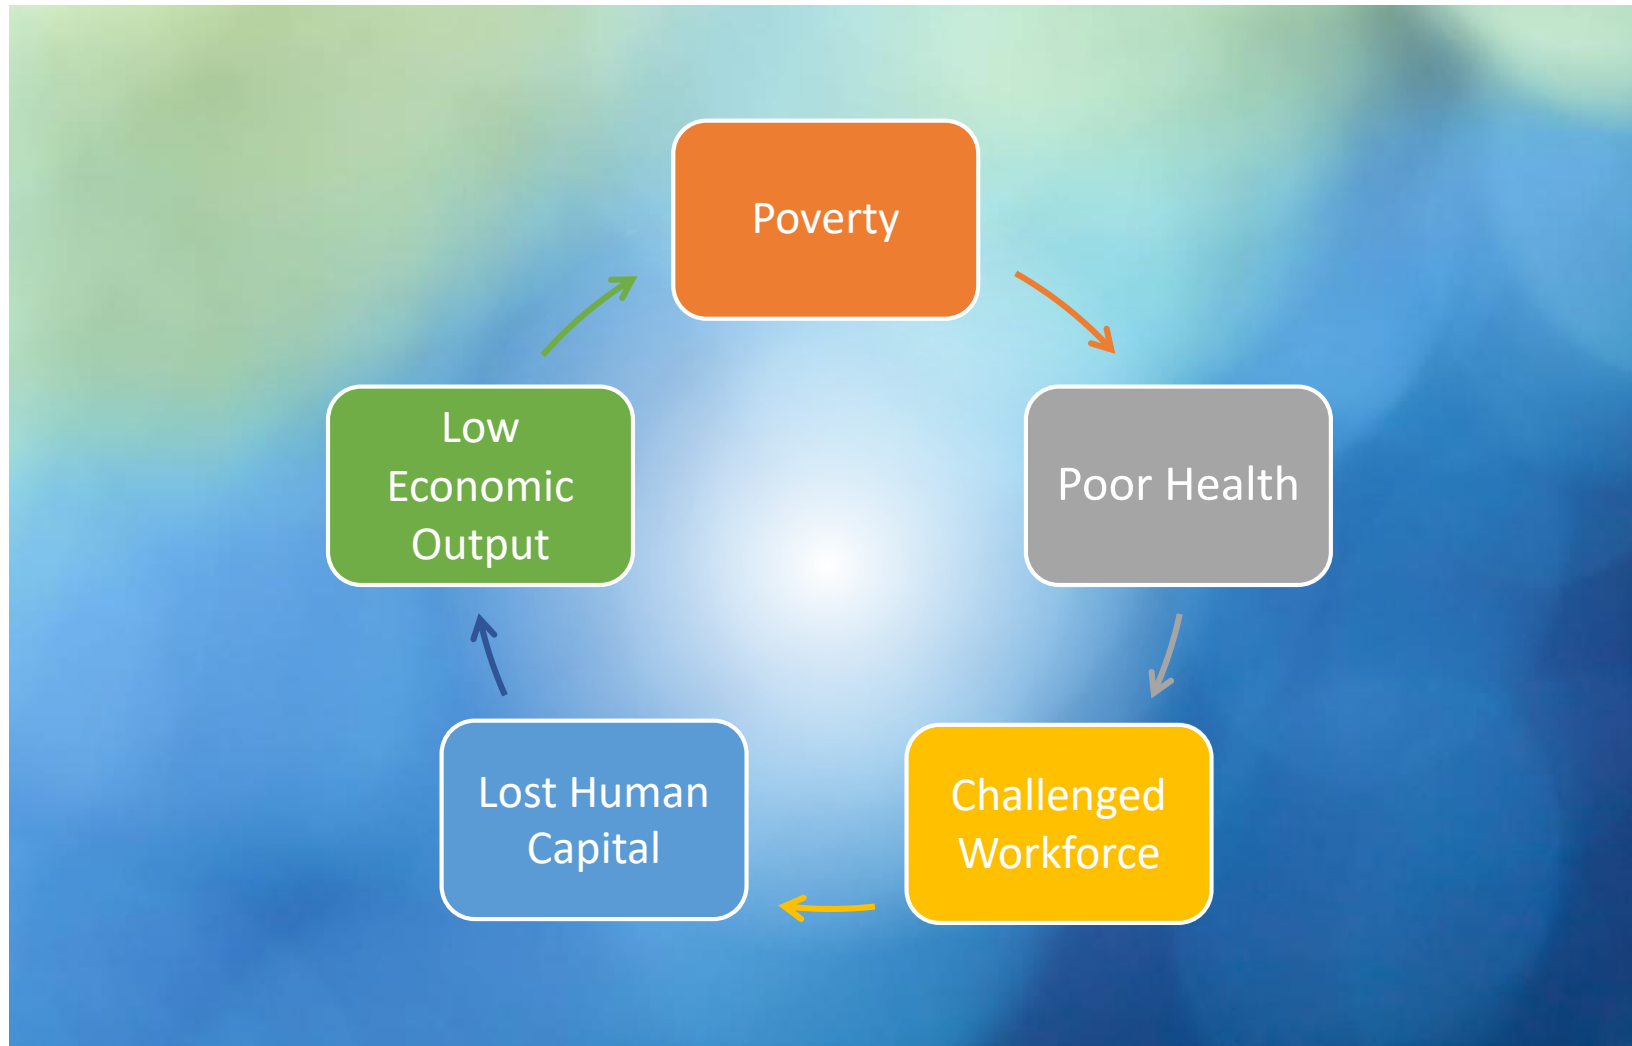 Poverty
Poor Health
Challenged
Workforce
Lost Human
Capital
Low
Economic
Output